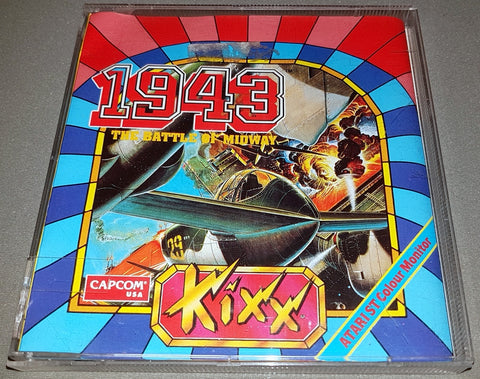 1943
THE BATTLE OF MIDWAY
CAPCOM®
USA
Kixx
ATARI ST Colour Monitor